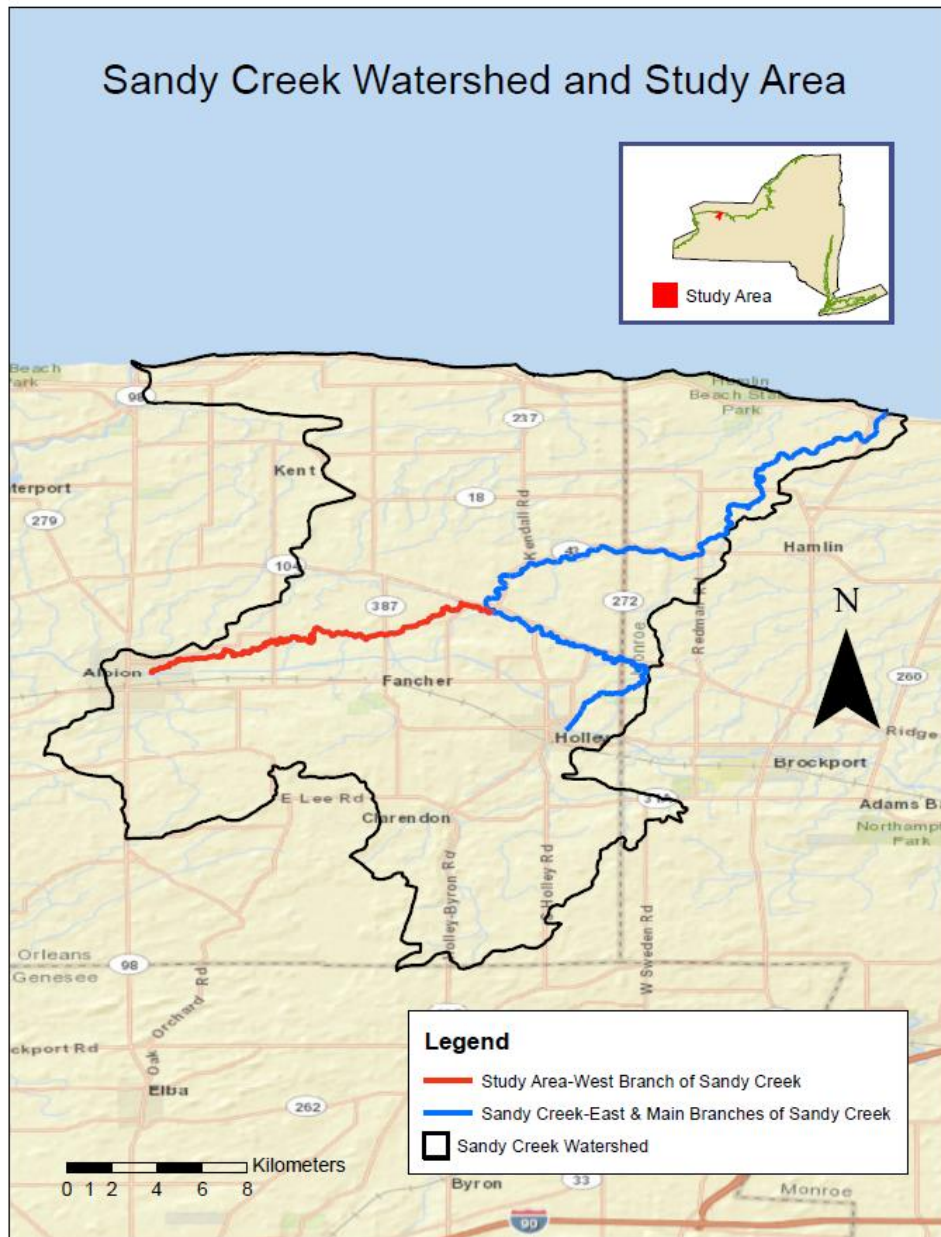 Sandy Creek Watershed and Study Area
Study Area
Beach
Park
98
Hamlin
Beach State
Park
237
Kent
terport
18
279
Kendall Rd
Hamlin
104
387
272
Redman Rd
Monroe
N
Albion
Fancher
260
Holley
Ridge
Brockport
E Lee Rd
Clarendon
Adams Ba
Northamp
Park
Holley-Byron Rd
S Holley Rd
W Sweden Rd
Orleans
Genesee
98
Oak Orchard Rd
ckport Rd
Elba
262
Legend
Study Area-West Branch of Sandy Creek
Sandy Creek-East & Main Branches of Sandy Creek
Sandy Creek Watershed
Kilometers
0 1 2 4 6 8
Byron
33
Monroe
90